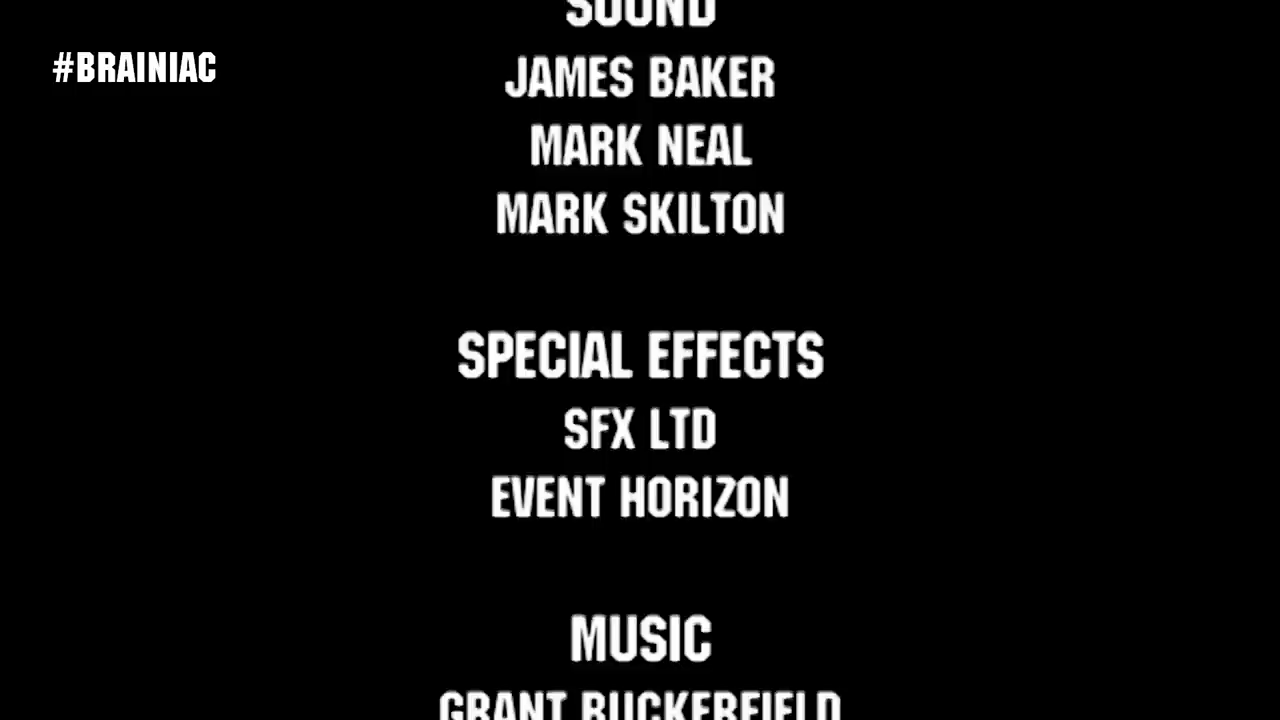 SOUND
#BRAINIAC
JAMES BAKER
MARK NEAL
MARK SKILTON
SPECIAL EFFECTS
SFX LTD
EVENT HORIZON
MUSIC
GRANT BUCKERFIELD